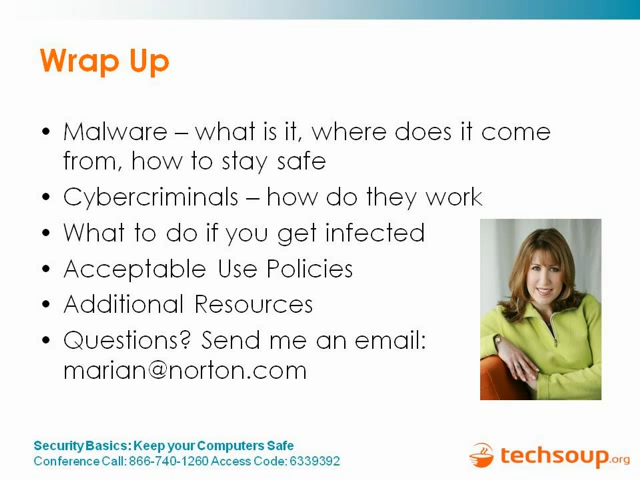 Wrap Up
• Malware – what is it, where does it come
from, how to stay safe
• Cybercriminals – how do they work
• What to do if you get infected
• Acceptable Use Policies
• Additional Resources
• Questions? Send me an email:
marian@norton.com
Security Basics: Keep your Computers Safe
Conference Call: 866-740-1260 Access Code: 6339392
techsoup.org